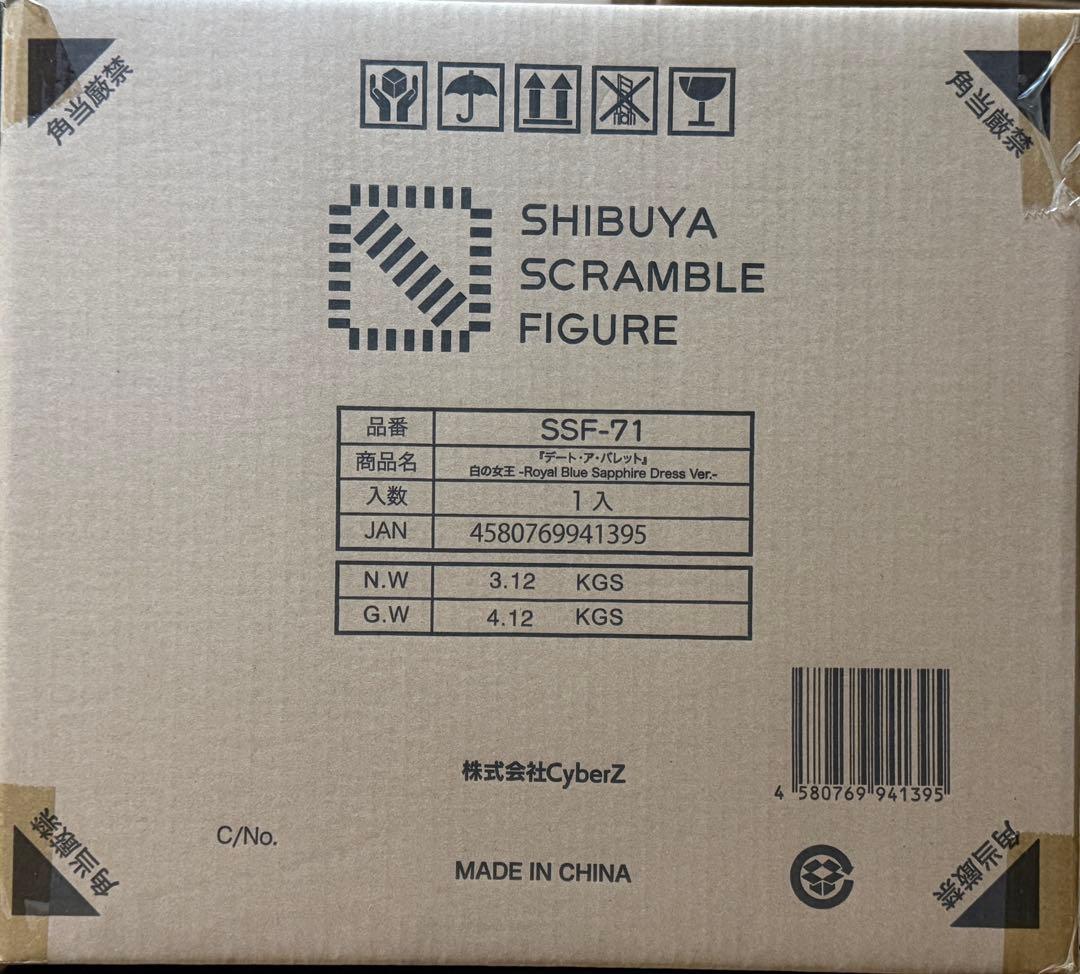 角当厳禁
角当厳禁
SHIBUYA
SCRAMBLE
FIGURE
品番 SSF-71
商品名 『デート・ア・バレット』
白の女王 -Royal Blue Sapphire Dress Ver.-
入数 1 入
JAN 4580769941395
N.W 3.12 KGS
G.W 4.12 KGS
4 580769 941395
株式会社CyberZ
C/No.
MADE IN CHINA
角当厳禁
角当厳禁